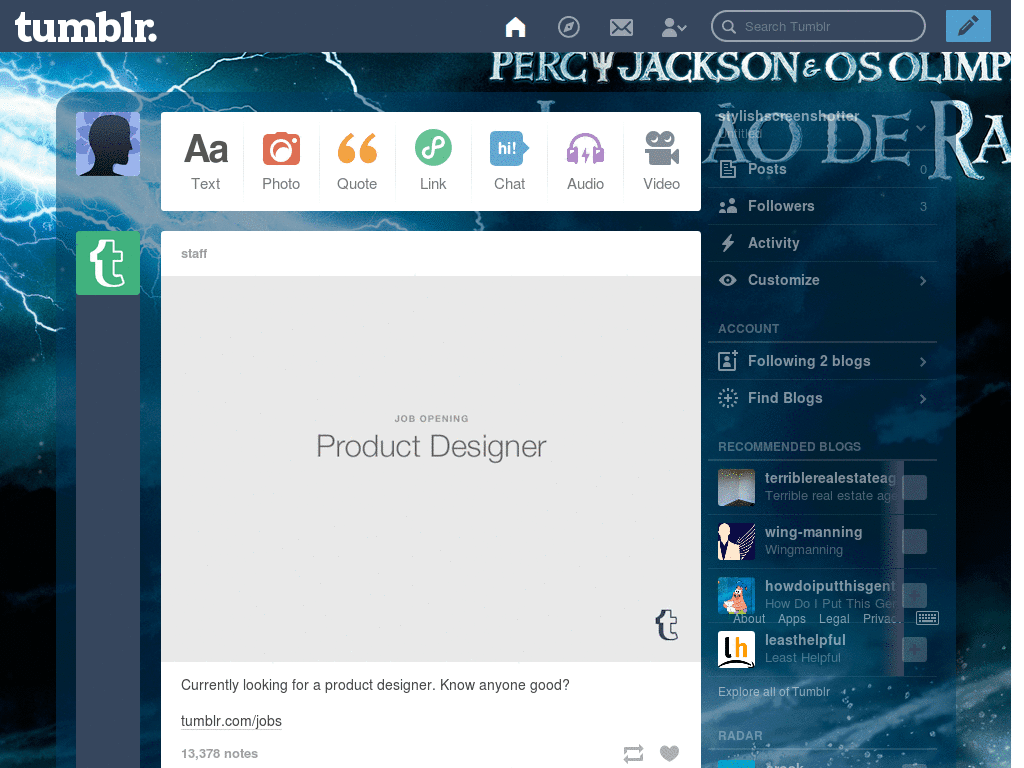 tumblr.
Search Tumblr
PERCY JACKSON & OS OLIMP
ÃO DE RA
Aa
hi!
Text
Photo
Quote
Link
Chat
Audio
Video
stylishscreenshotter
Untitled
Posts 0
Followers 3
Activity
Customize
ACCOUNT
Following 2 blogs
Find Blogs
RECOMMENDED BLOGS
terriblerealestateag
Terrible real estate age
wing-manning
Wingmanning
howdoiputthisgent
How Do I Put This Gen
About Apps Legal Privac
leasthelpful
Least Helpful
lh
Explore all of Tumblr
RADAR
t
staff
JOB OPENING
Product Designer
t
Currently looking for a product designer. Know anyone good?
tumblr.com/jobs
13,378 notes